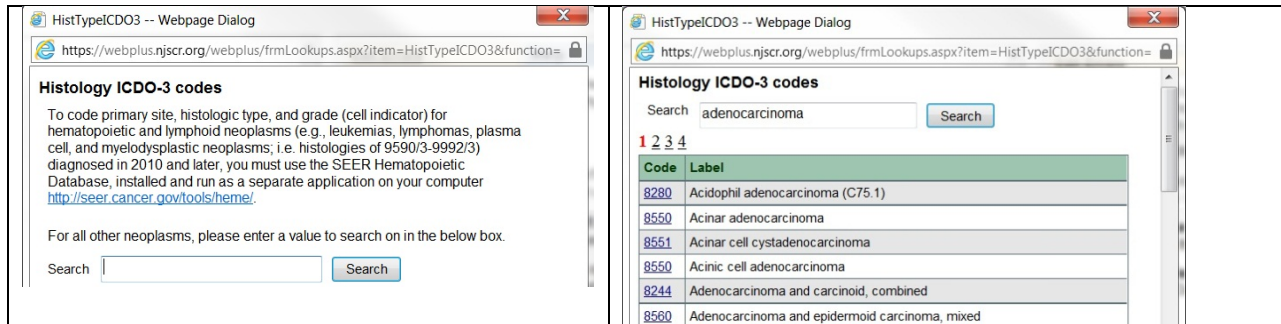 HistTypeICDO3 -- Webpage Dialog
https://webplus.njscr.org/webplus/frmLookups.aspx?item=HistTypeICDO3&function=
Histology ICDO-3 codes
To code primary site, histologic type, and grade (cell indicator) for
hematopoietic and lymphoid neoplasms (e.g., leukemias, lymphomas, plasma
cell, and myelodysplastic neoplasms; i.e. histologies of 9590/3-9992/3)
diagnosed in 2010 and later, you must use the SEER Hematopoietic
Database, installed and run as a separate application on your computer
http://seer.cancer.gov/tools/heme/.
For all other neoplasms, please enter a value to search on in the below box.
Search Search
HistTypeICDO3 -- Webpage Dialog
https://webplus.njscr.org/webplus/frmLookups.aspx?item=HistTypeICDO3&function=
Histology ICDO-3 codes
Search adenocarcinoma Search
1 2 3 4
Code Label
8280 Acidophil adenocarcinoma (C75.1)
8550 Acinar adenocarcinoma
8551 Acinar cell cystadenocarcinoma
8550 Acinic cell adenocarcinoma
8244 Adenocarcinoma and carcinoid, combined
8560 Adenocarcinoma and epidermoid carcinoma, mixed